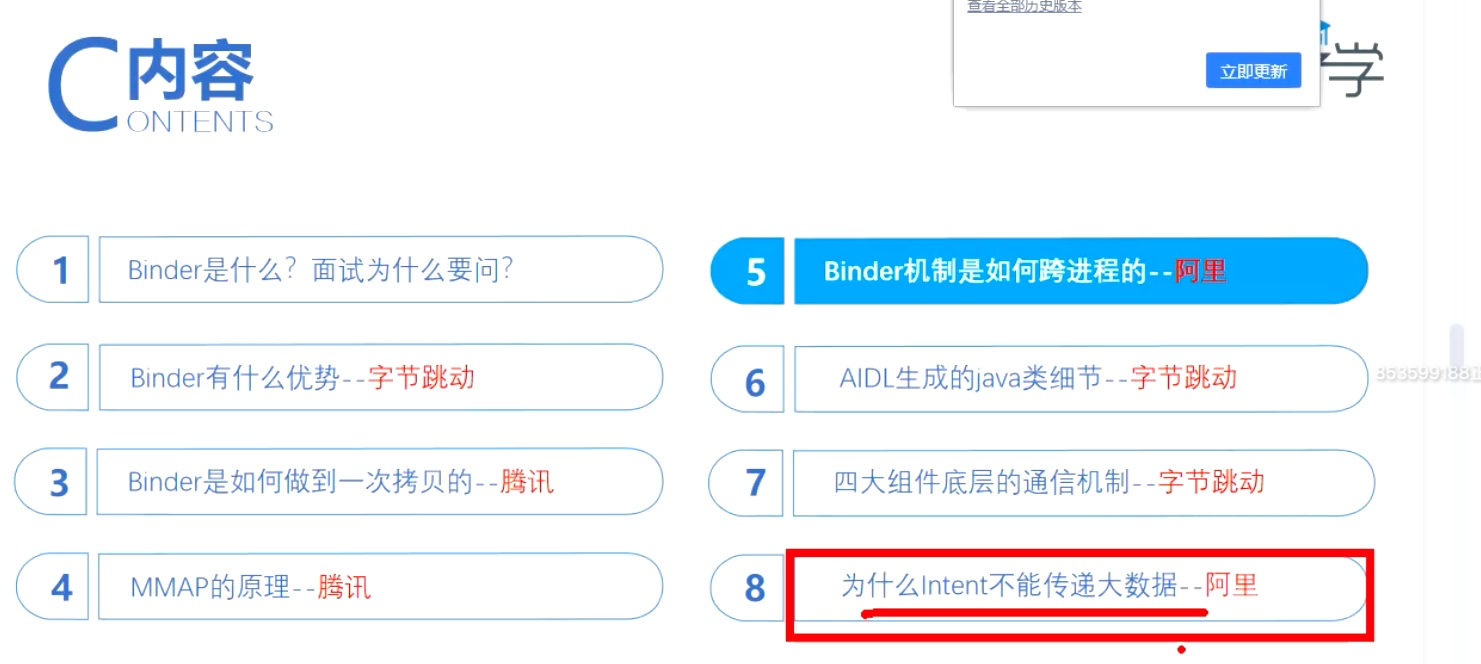 查看全部历史版本
立即更新
学
C内容
ONTENTS
1 Binder是什么？面试为什么要问？
2 Binder有什么优势--字节跳动
3 Binder是如何做到一次拷贝的--腾讯
4 MMAP的原理--腾讯
5 Binder机制是如何跨进程的--阿里
6 AIDL生成的java类细节--字节跳动
7 四大组件底层的通信机制--字节跳动
8 为什么Intent不能传递大数据--阿里